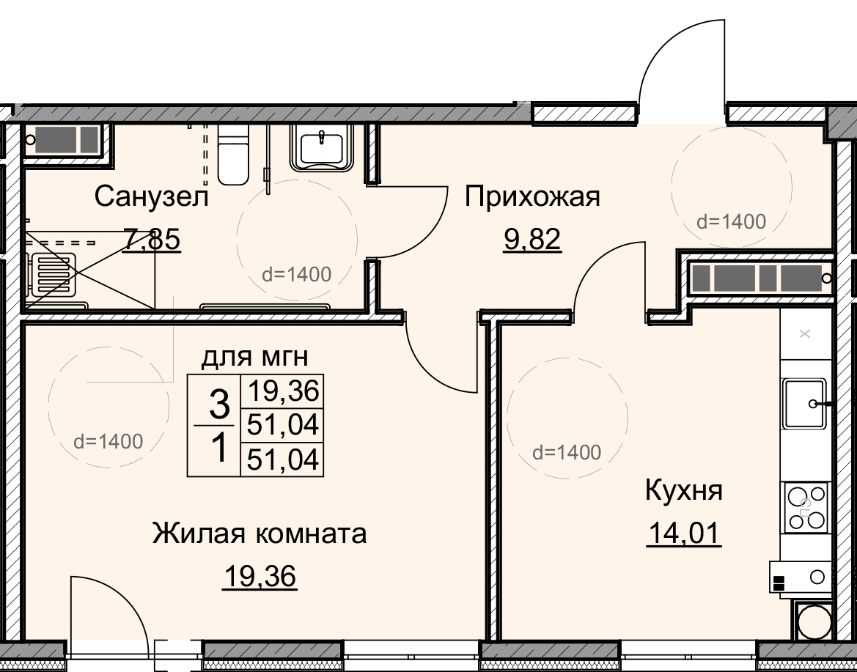 Санузел
7,85
d=1400
Прихожая
9,82
d=1400
для мгн
3
1
19,36
51,04
51,04
d=1400
d=1400
X
Кухня
14,01
Жилая комната
19,36